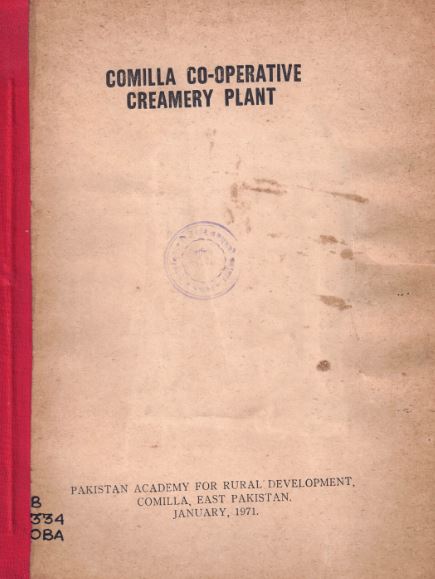 COMILLA CO-OPERATIVE
CREAMERY PLANT
PAKISTAN ACADEMY FOR RURAL DEVELOPMENT,
COMILLA, EAST PAKISTAN.
JANUARY, 1971.
B
334
OBA